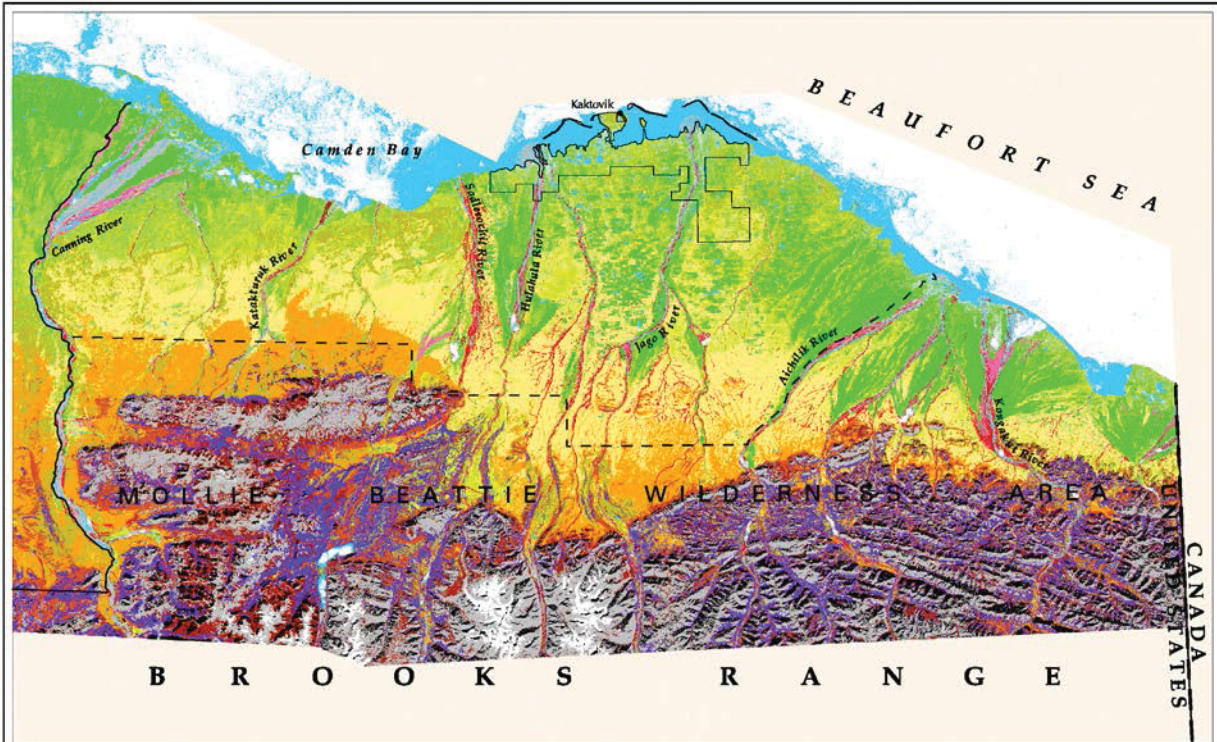 BEAUFORT SEA
Kaktovik
Camden Bay
Canning River
Katakturuk River
Sadlerochit River
Hulahula River
Jago River
Aichilik River
Kongakut River
MOLLIE BEATTIE WILDERNESS AREA
UNITED STATES
CANADA
BROOKS RANGE